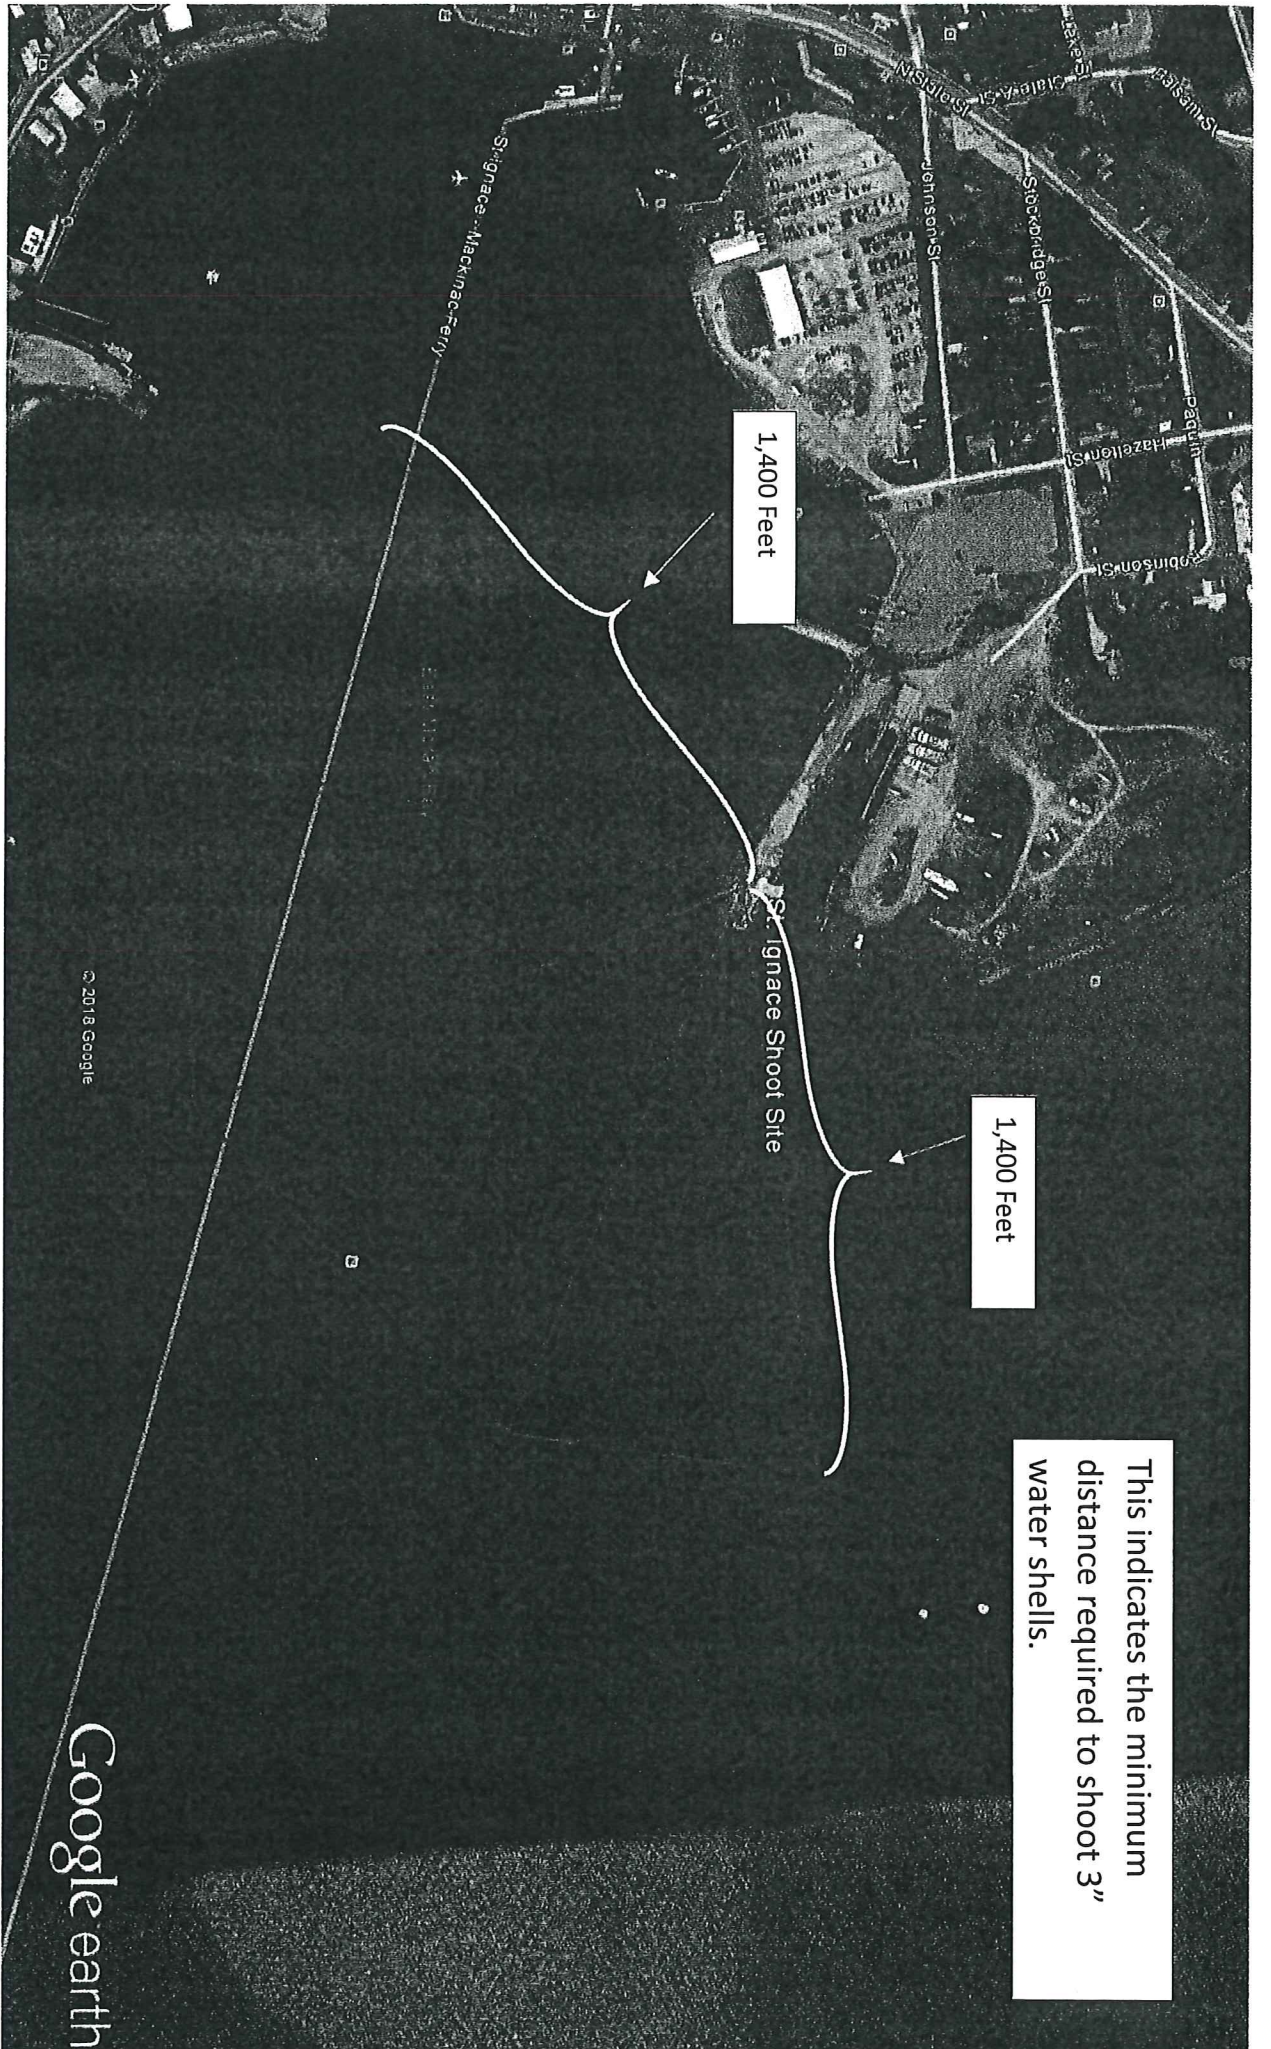 This indicates the minimum
distance required to shoot 3”
water shells.
1,400 Feet
1,400 Feet
St. Ignace Shoot Site
St. Ignace - Mackinac Ferry
N State St
State A St
Johnson St
Stockbridge St
Paquin
Hazelton St
Robinson St
© 2018 Google
Google earth